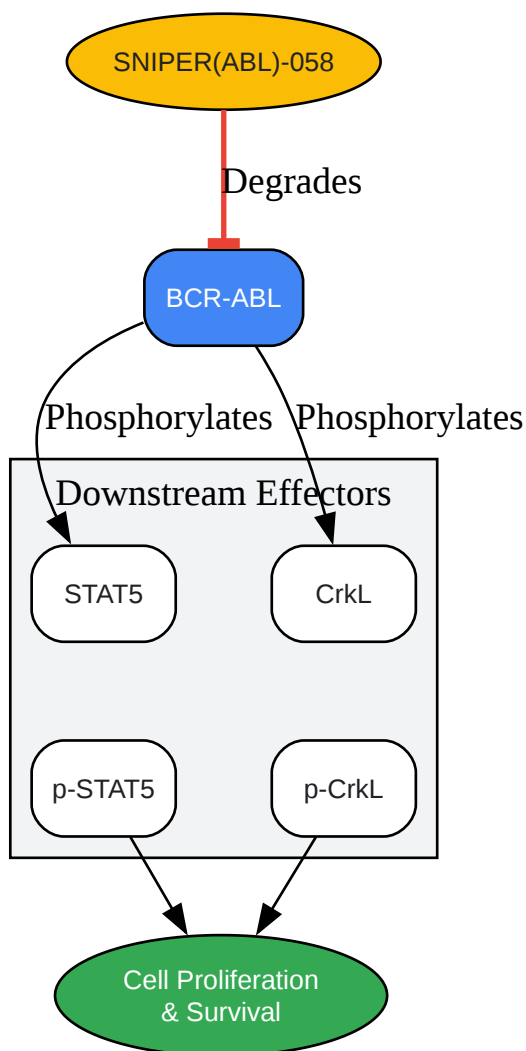 SNIPER(ABL)-058
Degrades
BCR-ABL
Phosphorylates
Phosphorylates
Downstream Effectors
STAT5
CrkL
p-STAT5
p-CrkL
Cell Proliferation
& Survival